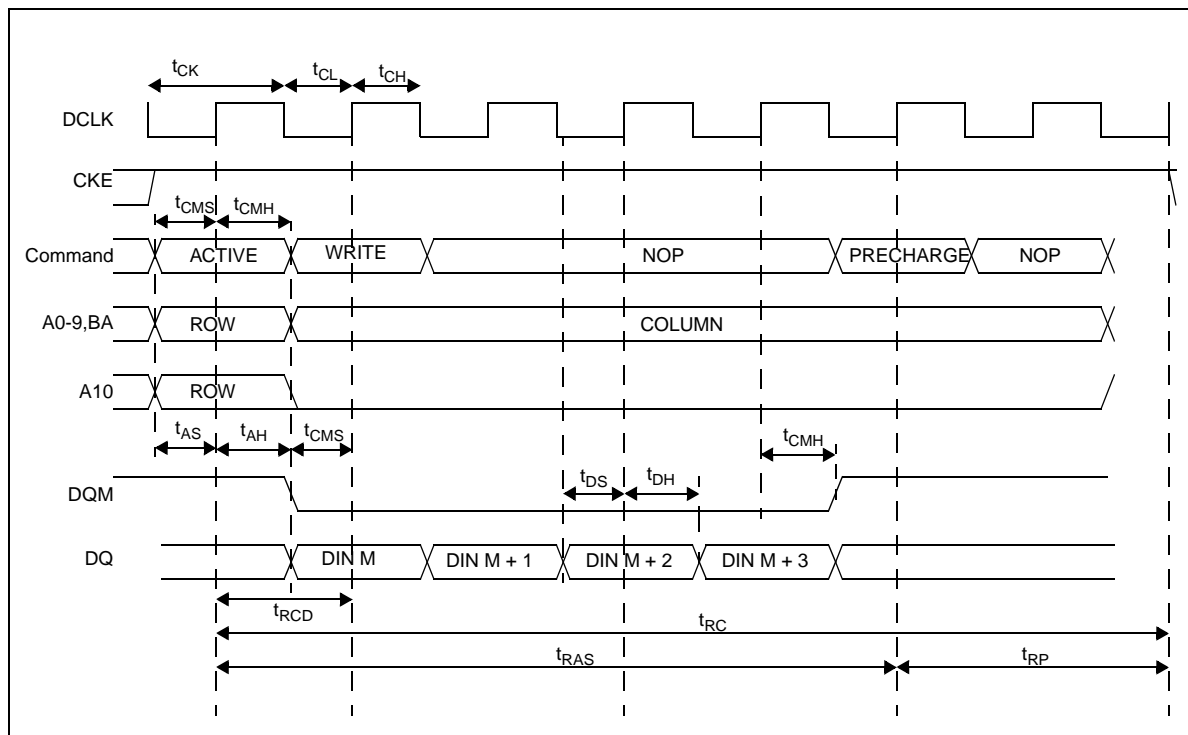 tCK tCL tCH
DCLK
CKE
tCMS tCMH
Command ACTIVE WRITE NOP PRECHARGE NOP
A0-9,BA ROW COLUMN
A10 ROW
tAS tAH tCMS tCMH
DQM tDS tDH
DQ DIN M DIN M + 1 DIN M + 2 DIN M + 3
tRCD tRC
tRAS tRP